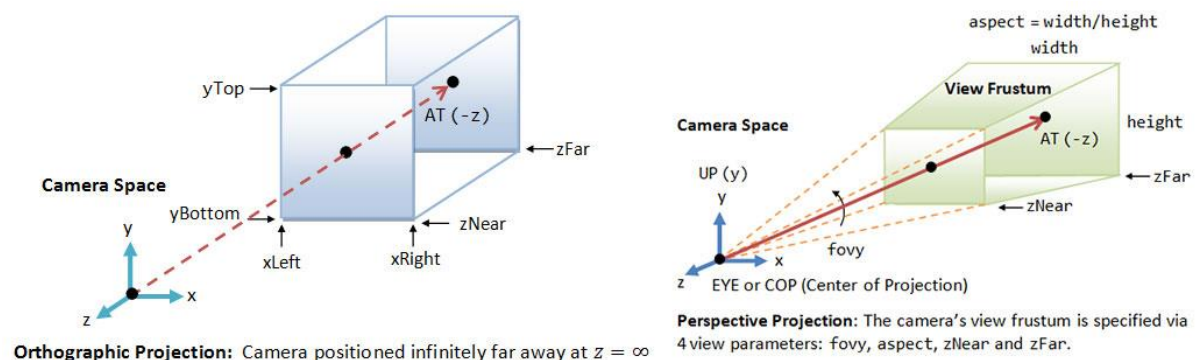 yTop
AT (-z)
zFar
Camera Space
yBottom
zNear
y
xLeft
xRight
x
z
Orthographic Projection: Camera positioned infinitely far away at z = ∞
aspect = width/height
width
View Frustum
Camera Space
height
AT (-z)
UP (y)
zFar
y
zNear
fovy
x
z
EYE or COP (Center of Projection)
Perspective Projection: The camera's view frustum is specified via
4 view parameters: fovy, aspect, zNear and zFar.